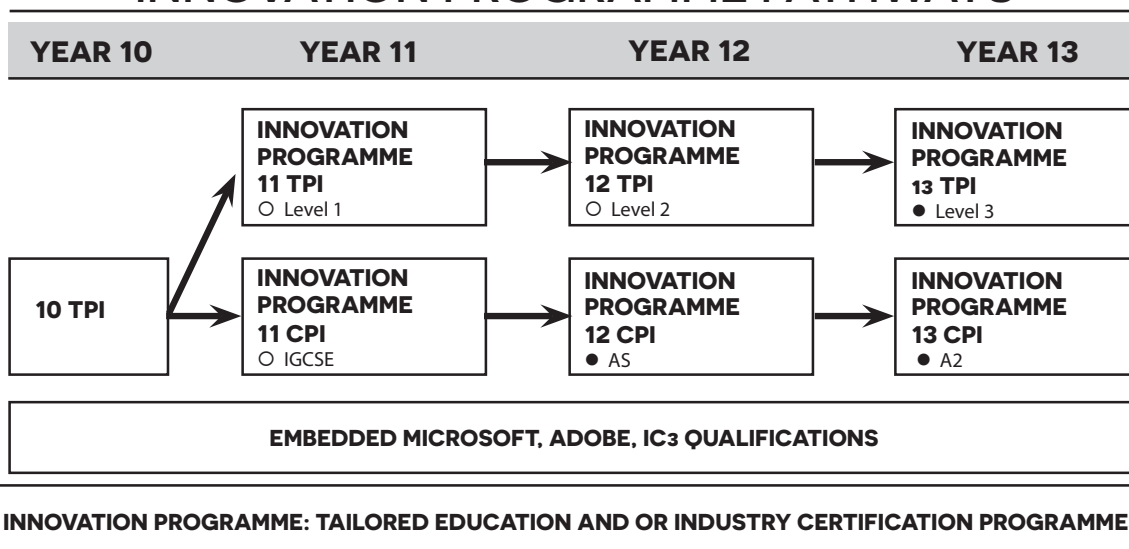 INNOVATION PROGRAMME PATHWAYS
YEAR 10 YEAR 11 YEAR 12 YEAR 13
INNOVATION
PROGRAMME
11 TPI
○ Level 1
INNOVATION
PROGRAMME
12 TPI
○ Level 2
INNOVATION
PROGRAMME
13 TPI
● Level 3
10 TPI
INNOVATION
PROGRAMME
11 CPI
○ IGCSE
INNOVATION
PROGRAMME
12 CPI
● AS
INNOVATION
PROGRAMME
13 CPI
● A2
EMBEDDED MICROSOFT, ADOBE, IC3 QUALIFICATIONS
INNOVATION PROGRAMME: TAILORED EDUCATION AND OR INDUSTRY CERTIFICATION PROGRAMME